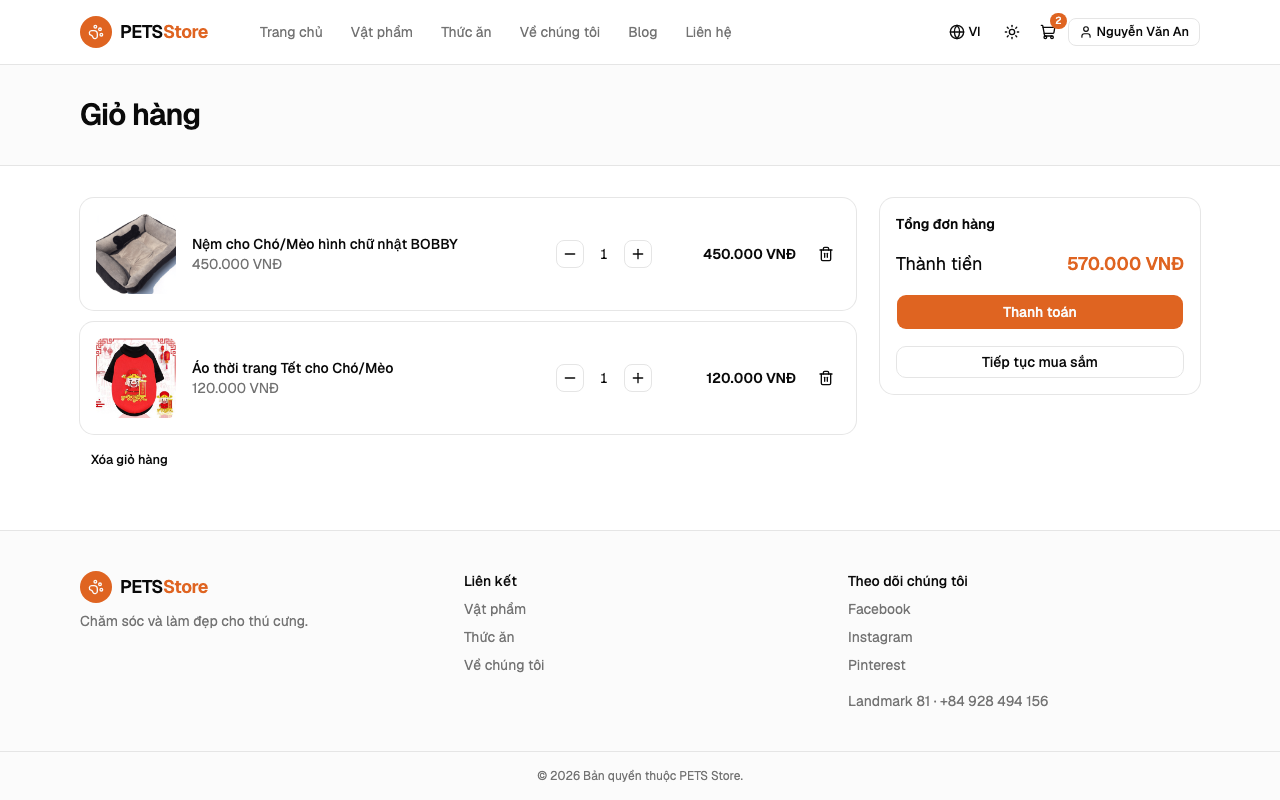 PETSStore
Trang chủ
Vật phẩm
Thức ăn
Về chúng tôi
Blog
Liên hệ
VI
2
Nguyễn Văn An
Giỏ hàng
Nệm cho Chó/Mèo hình chữ nhật BOBBY
450.000 VNĐ
1
450.000 VNĐ
Áo thời trang Tết cho Chó/Mèo
120.000 VNĐ
1
120.000 VNĐ
Xóa giỏ hàng
Tổng đơn hàng
Thành tiền 570.000 VNĐ
Thanh toán
Tiếp tục mua sắm
PETSStore
Chăm sóc và làm đẹp cho thú cưng.
Liên kết
Vật phẩm
Thức ăn
Về chúng tôi
Theo dõi chúng tôi
Facebook
Instagram
Pinterest
Landmark 81 · +84 928 494 156
© 2026 Bản quyền thuộc PETS Store.